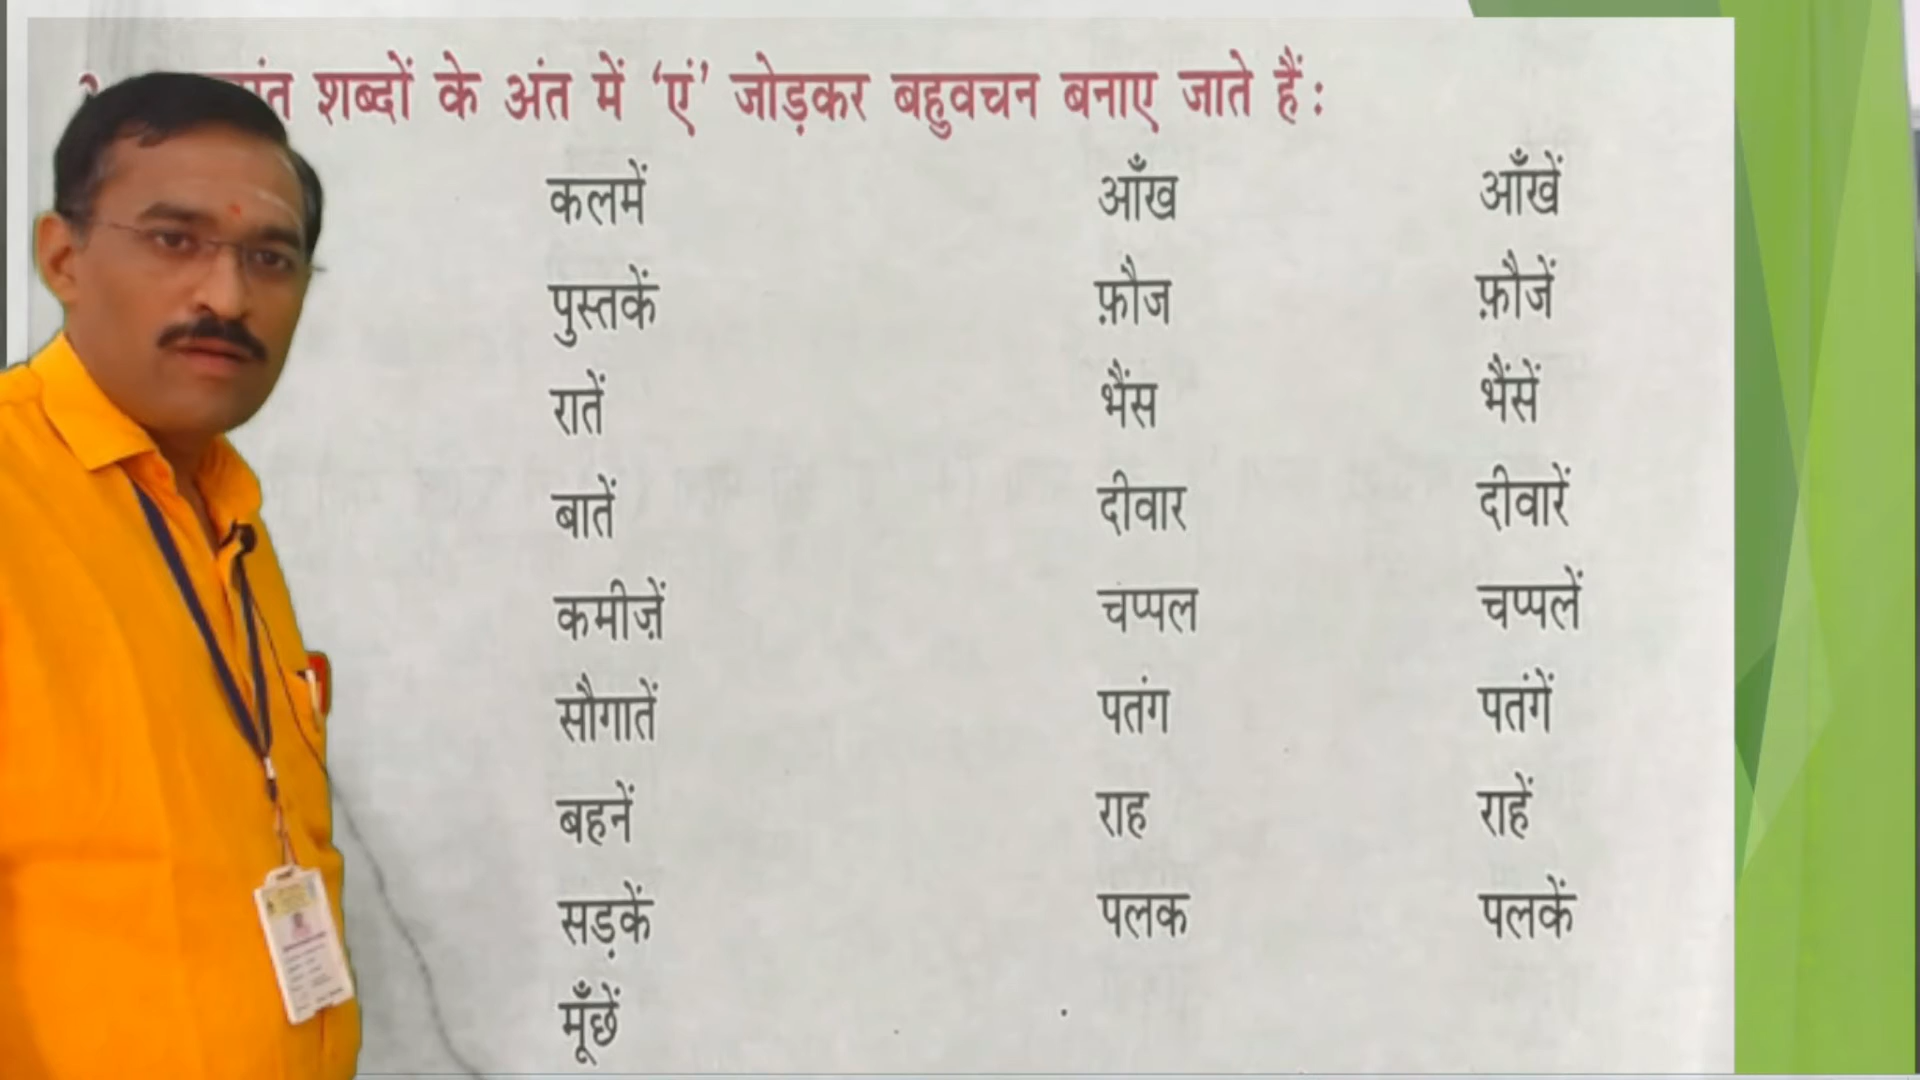 शब्दों के अंत में ‘एं’ जोड़कर बहुवचन बनाए जाते हैं :
कलमें आँख आँखें
पुस्तकें फ़ौज फ़ौजें
रातें भैंस भैंसें
बातें दीवार दीवारें
कमीज़ें चप्पल चप्पलें
सौगातें पतंग पतंगें
बहनें राह राहें
सड़कें पलक पलकें
मूँछें